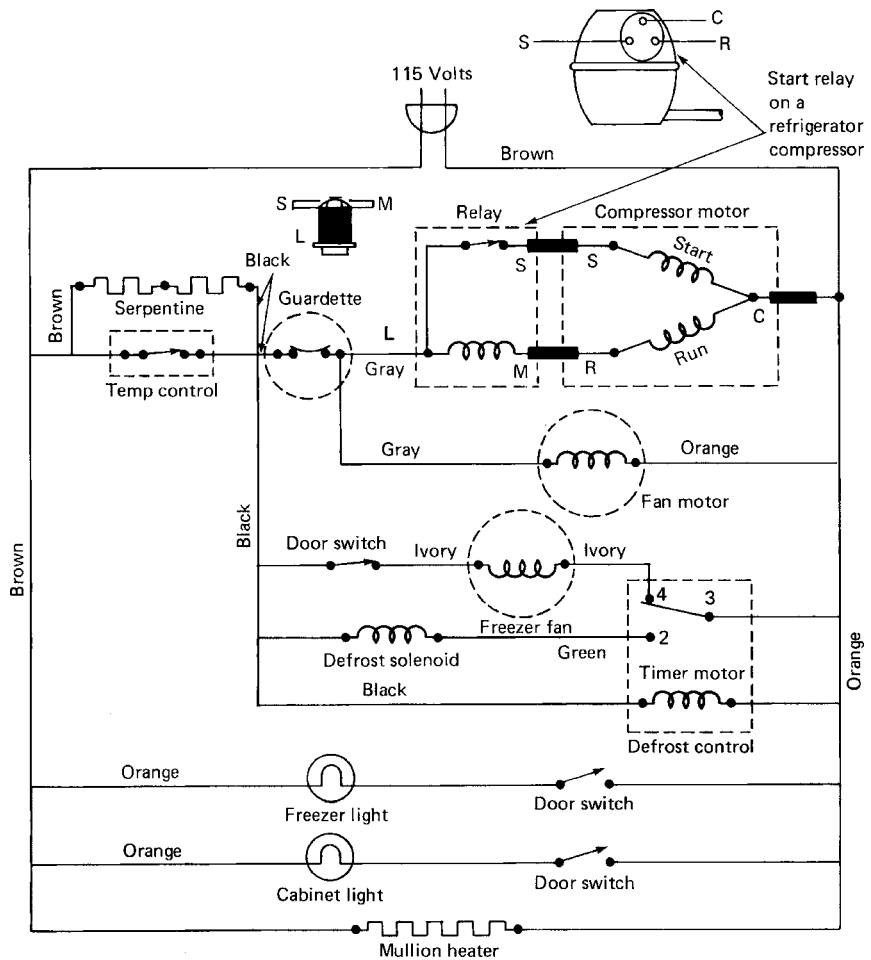 C
S
R
115 Volts
Start relay
on a
refrigerator
compressor
Brown
S M
L
Relay
Compressor motor
Black
Guardette
S
S
Start
Serpentine
Brown
L
C
Temp control
Gray
M
R
Run
Gray
Orange
Fan motor
Black
Door switch
Ivory
Ivory
Brown
4
3
Freezer fan
2
Defrost solenoid
Green
Timer motor
Orange
Black
Defrost control
Orange
Freezer light
Door switch
Orange
Cabinet light
Door switch
Mullion heater